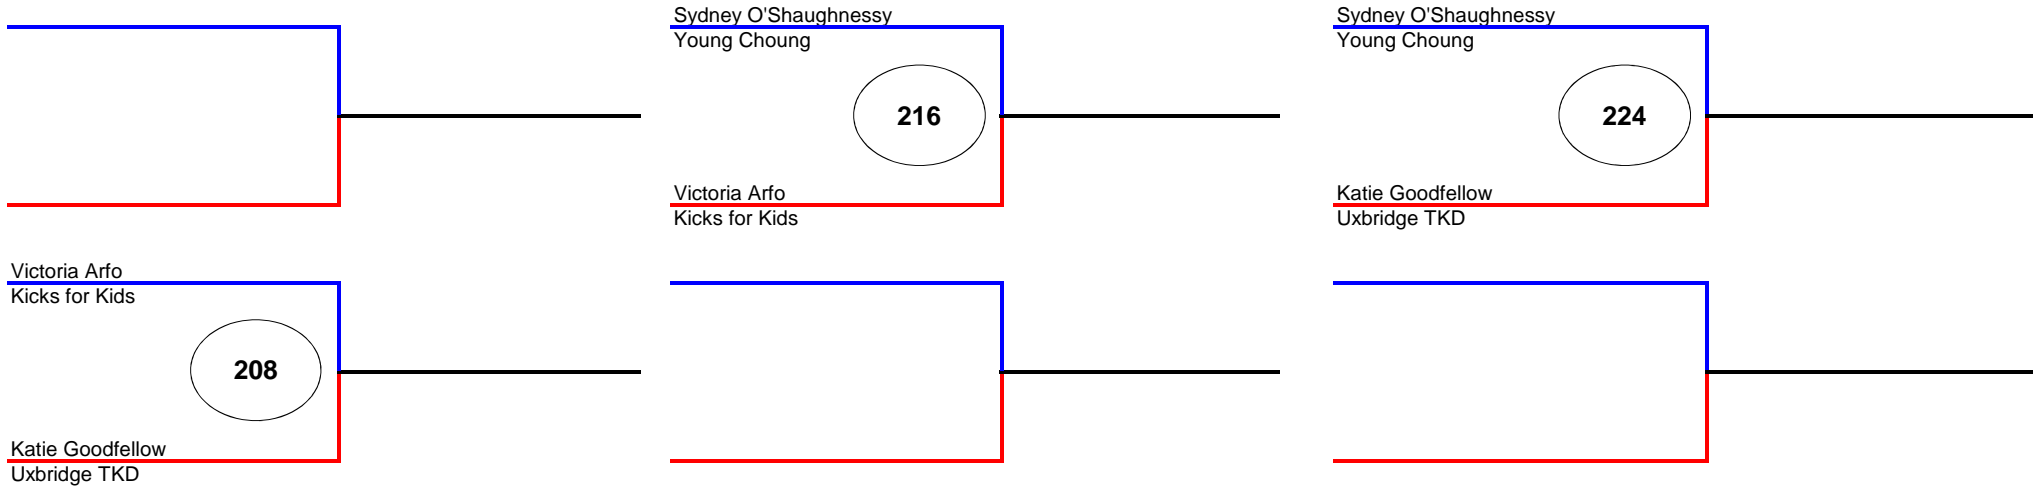 Sydney O'Shaughnessy
Young Choung
216
Victoria Arfo
Kicks for Kids
Sydney O'Shaughnessy
Young Choung
224
Katie Goodfellow
Uxbridge TKD
Victoria Arfo
Kicks for Kids
208
Katie Goodfellow
Uxbridge TKD